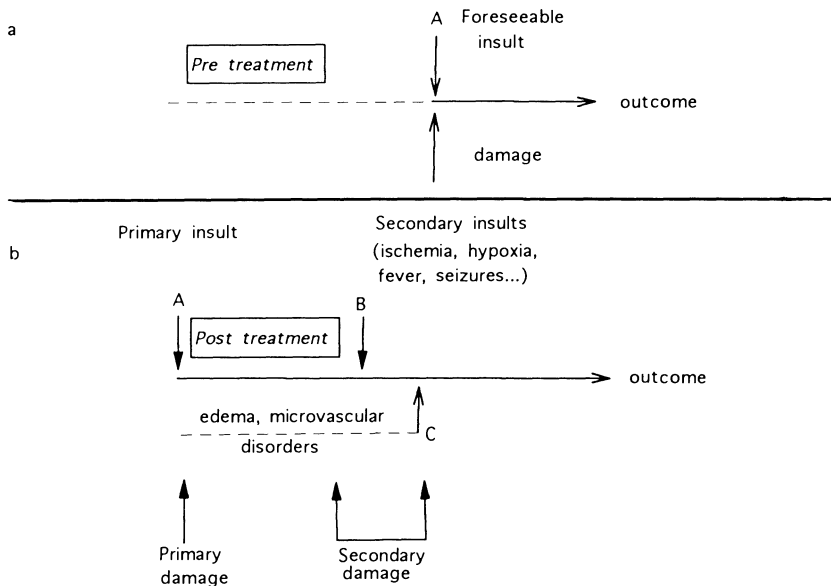 a
A Foreseeable
insult
Pre treatment
outcome
damage
Primary insult
Secondary insults
(ischemia, hypoxia,
fever, seizures...)
b
A
B
Post treatment
outcome
edema, microvascular
disorders
C
Primary
damage
Secondary
damage